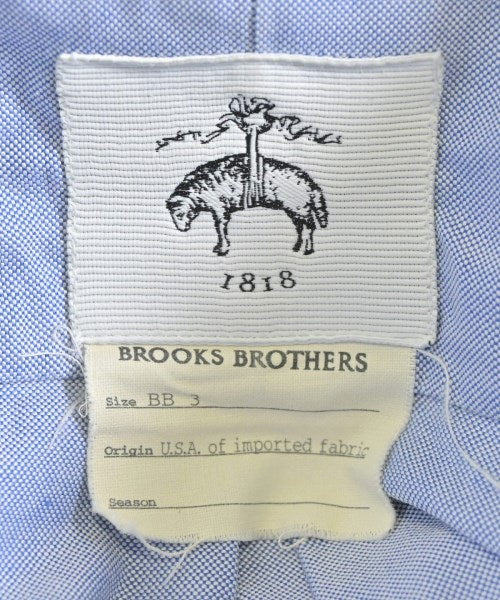 1818
BROOKS BROTHERS
Size BB 3
Origin U.S.A. of imported fabric
Season